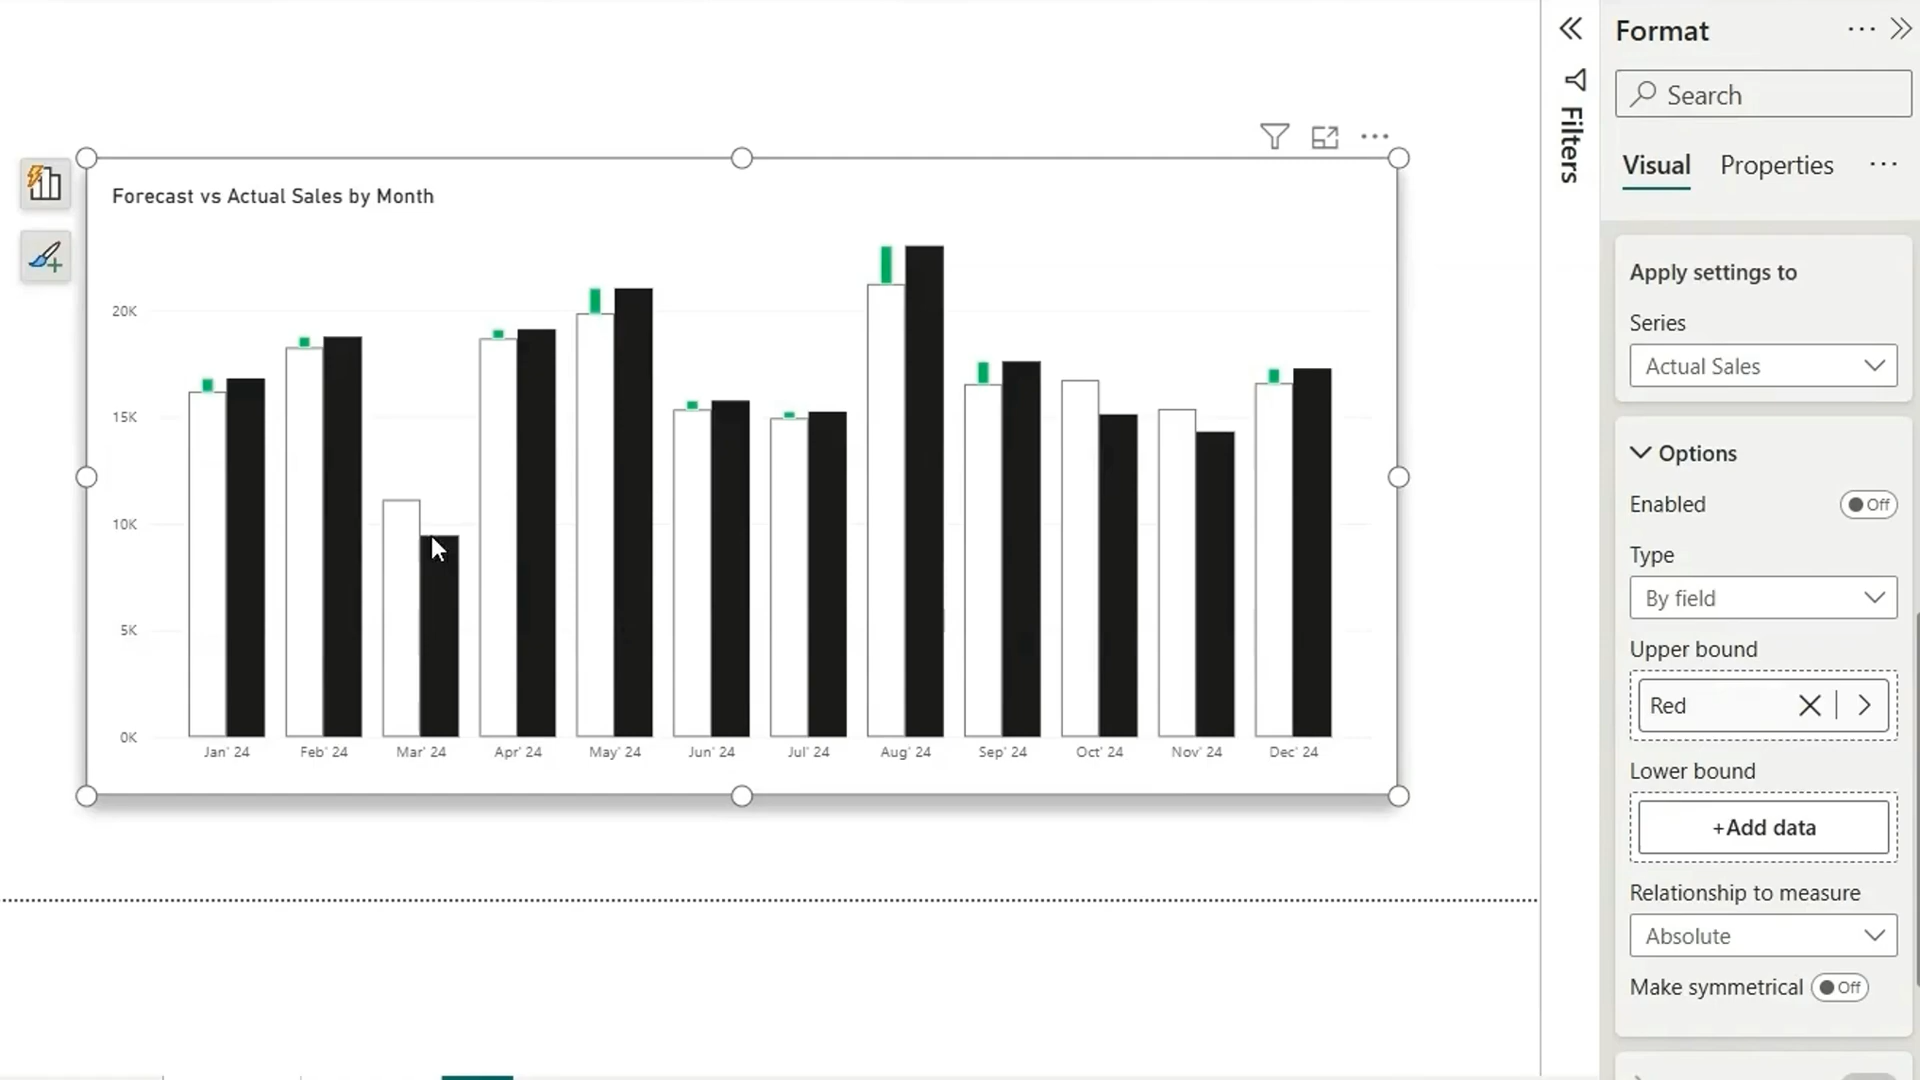 Forecast vs Actual Sales by Month
20K
15K
10K
5K
0K
Jan' 24
Feb' 24
Mar' 24
Apr' 24
May' 24
Jun' 24
Jul' 24
Aug' 24
Sep' 24
Oct' 24
Nov' 24
Dec' 24
Filters
Format
Search
Visual
Properties
Apply settings to
Series
Actual Sales
Options
Enabled
Off
Type
By field
Upper bound
Red
Lower bound
+Add data
Relationship to measure
Absolute
Make symmetrical
Off